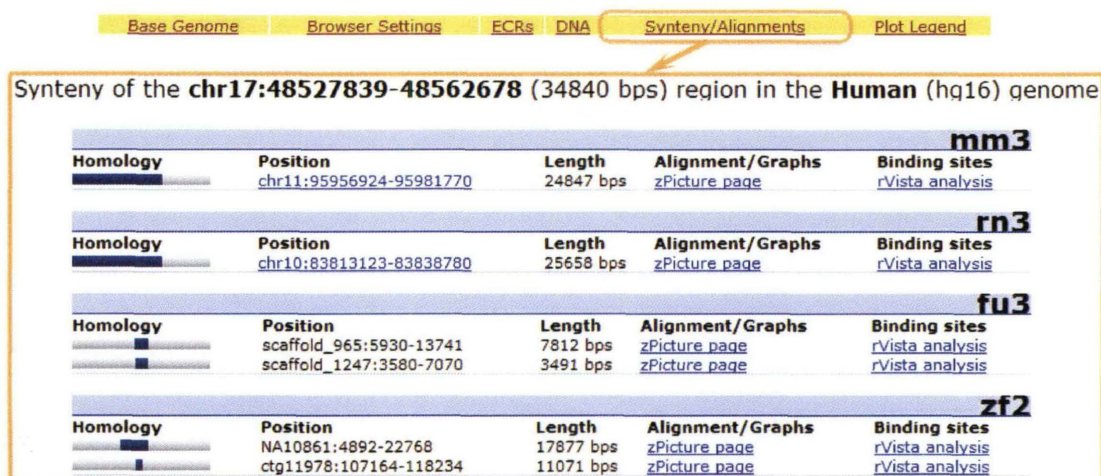 Base Genome Browser Settings ECRs DNA Synteny/Alignments Plot Legend
Synteny of the chr17:48527839-48562678 (34840 bps) region in the Human (hg16) genome
mm3
Homology Position Length Alignment/Graphs Binding sites
chr11:95956924-95981770 24847 bps zPicture page rVista analysis
rn3
Homology Position Length Alignment/Graphs Binding sites
chr10:83813123-83838780 25658 bps zPicture page rVista analysis
fu3
Homology Position Length Alignment/Graphs Binding sites
scaffold_965:5930-13741 7812 bps zPicture page rVista analysis
scaffold_1247:3580-7070 3491 bps zPicture page rVista analysis
zf2
Homology Position Length Alignment/Graphs Binding sites
NA10861:4892-22768 17877 bps zPicture page rVista analysis
ctg11978:107164-118234 11071 bps zPicture page rVista analysis